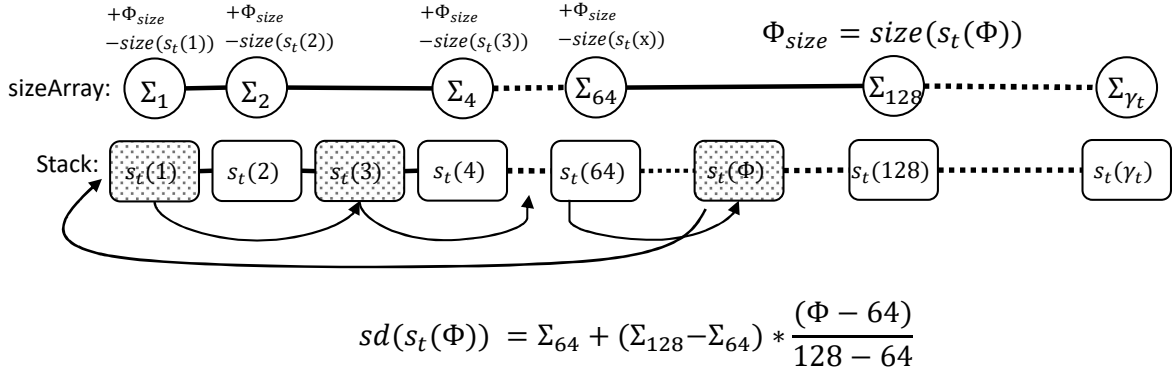 +Φ_size +Φ_size +Φ_size +Φ_size
−size(s_t(1)) −size(s_t(2)) −size(s_t(3)) −size(s_t(x))
Φ_size = size(s_t(Φ))
sizeArray: Σ_1 Σ_2 Σ_4 Σ_64 Σ_128 Σ_γ_t
Stack: s_t(1) s_t(2) s_t(3) s_t(4) s_t(64) s_t(Φ) s_t(128) s_t(γ_t)
sd(s_t(Φ)) = Σ_64 + (Σ_128−Σ_64) ∗ (Φ − 64) / 128 − 64